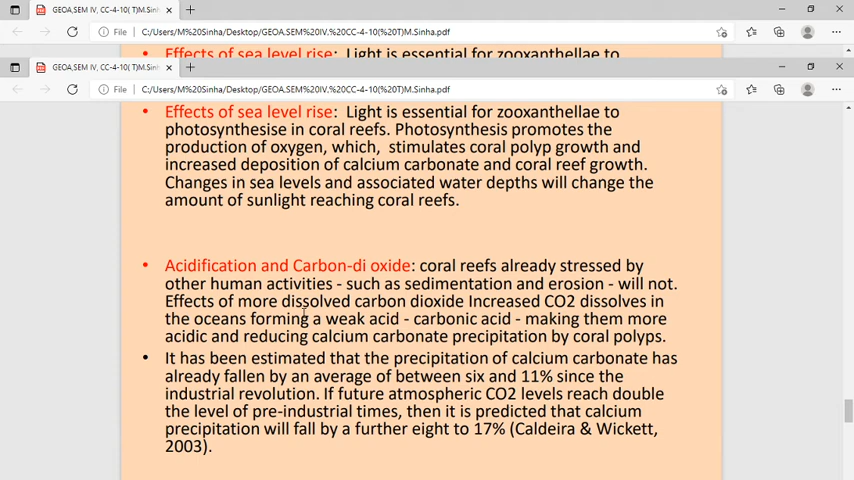 GEOA,SEM IV, CC-4-10( T)M.Sinh
File | C:/Users/M%20Sinha/Desktop/GEOA.SEM%20IV.%20CC-4-10(%20T)M.Sinha.pdf
Effects of sea level rise: Light is essential for zooxanthellae to
GEOA,SEM IV, CC-4-10( T)M.Sinh
File | C:/Users/M%20Sinha/Desktop/GEOA.SEM%20IV.%20CC-4-10(%20T)M.Sinha.pdf
• Effects of sea level rise: Light is essential for zooxanthellae to
photosynthesise in coral reefs. Photosynthesis promotes the
production of oxygen, which, stimulates coral polyp growth and
increased deposition of calcium carbonate and coral reef growth.
Changes in sea levels and associated water depths will change the
amount of sunlight reaching coral reefs.
• Acidification and Carbon-di oxide: coral reefs already stressed by
other human activities - such as sedimentation and erosion - will not.
Effects of more dissolved carbon dioxide Increased CO2 dissolves in
the oceans forming a weak acid - carbonic acid - making them more
acidic and reducing calcium carbonate precipitation by coral polyps.
• It has been estimated that the precipitation of calcium carbonate has
already fallen by an average of between six and 11% since the
industrial revolution. If future atmospheric CO2 levels reach double
the level of pre-industrial times, then it is predicted that calcium
precipitation will fall by a further eight to 17% (Caldeira & Wickett,
2003).